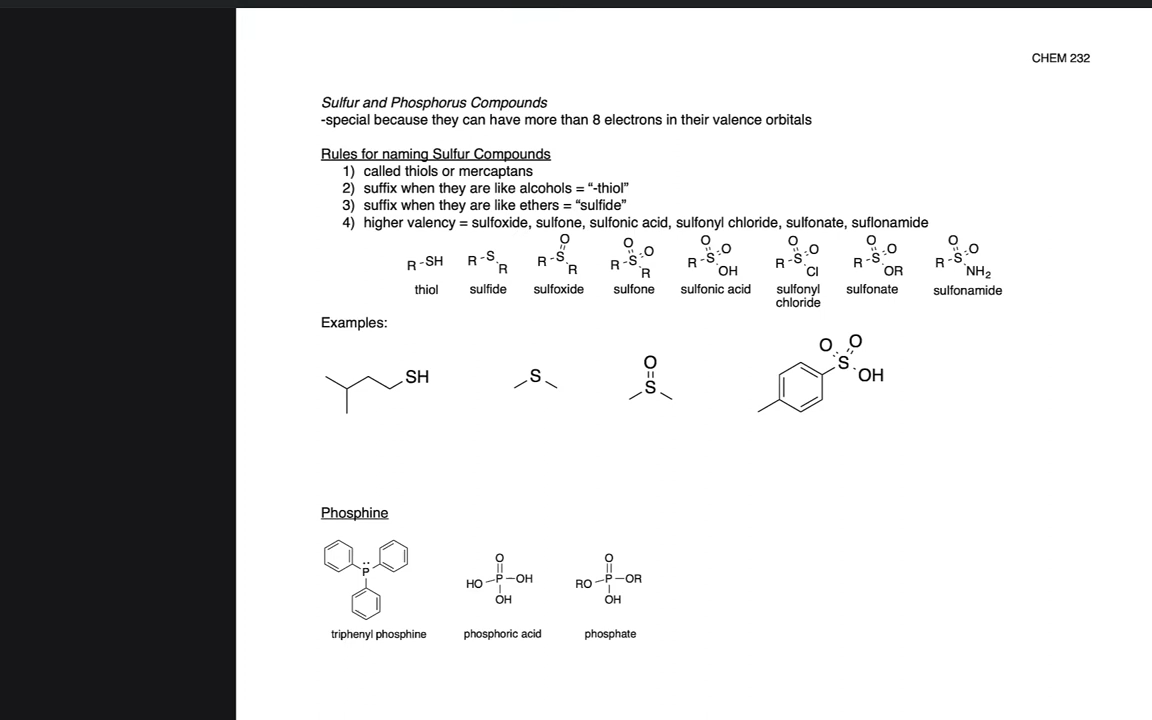 CHEM 232
Sulfur and Phosphorus Compounds
-special because they can have more than 8 electrons in their valence orbitals
Rules for naming Sulfur Compounds
1) called thiols or mercaptans
2) suffix when they are like alcohols = “-thiol”
3) suffix when they are like ethers = “sulfide”
4) higher valency = sulfoxide, sulfone, sulfonic acid, sulfonyl chloride, sulfonate, suflonamide
O O O O O O O O O O O
R SH R S R S R S R S R S R S R S
R R R OH Cl OR NH2
thiol sulfide sulfoxide sulfone sulfonic acid sulfonyl chloride sulfonate sulfonamide
Examples:
SH S O S O O S OH
Phosphine
P O HO P OH OH O RO P OR OH
triphenyl phosphine phosphoric acid phosphate